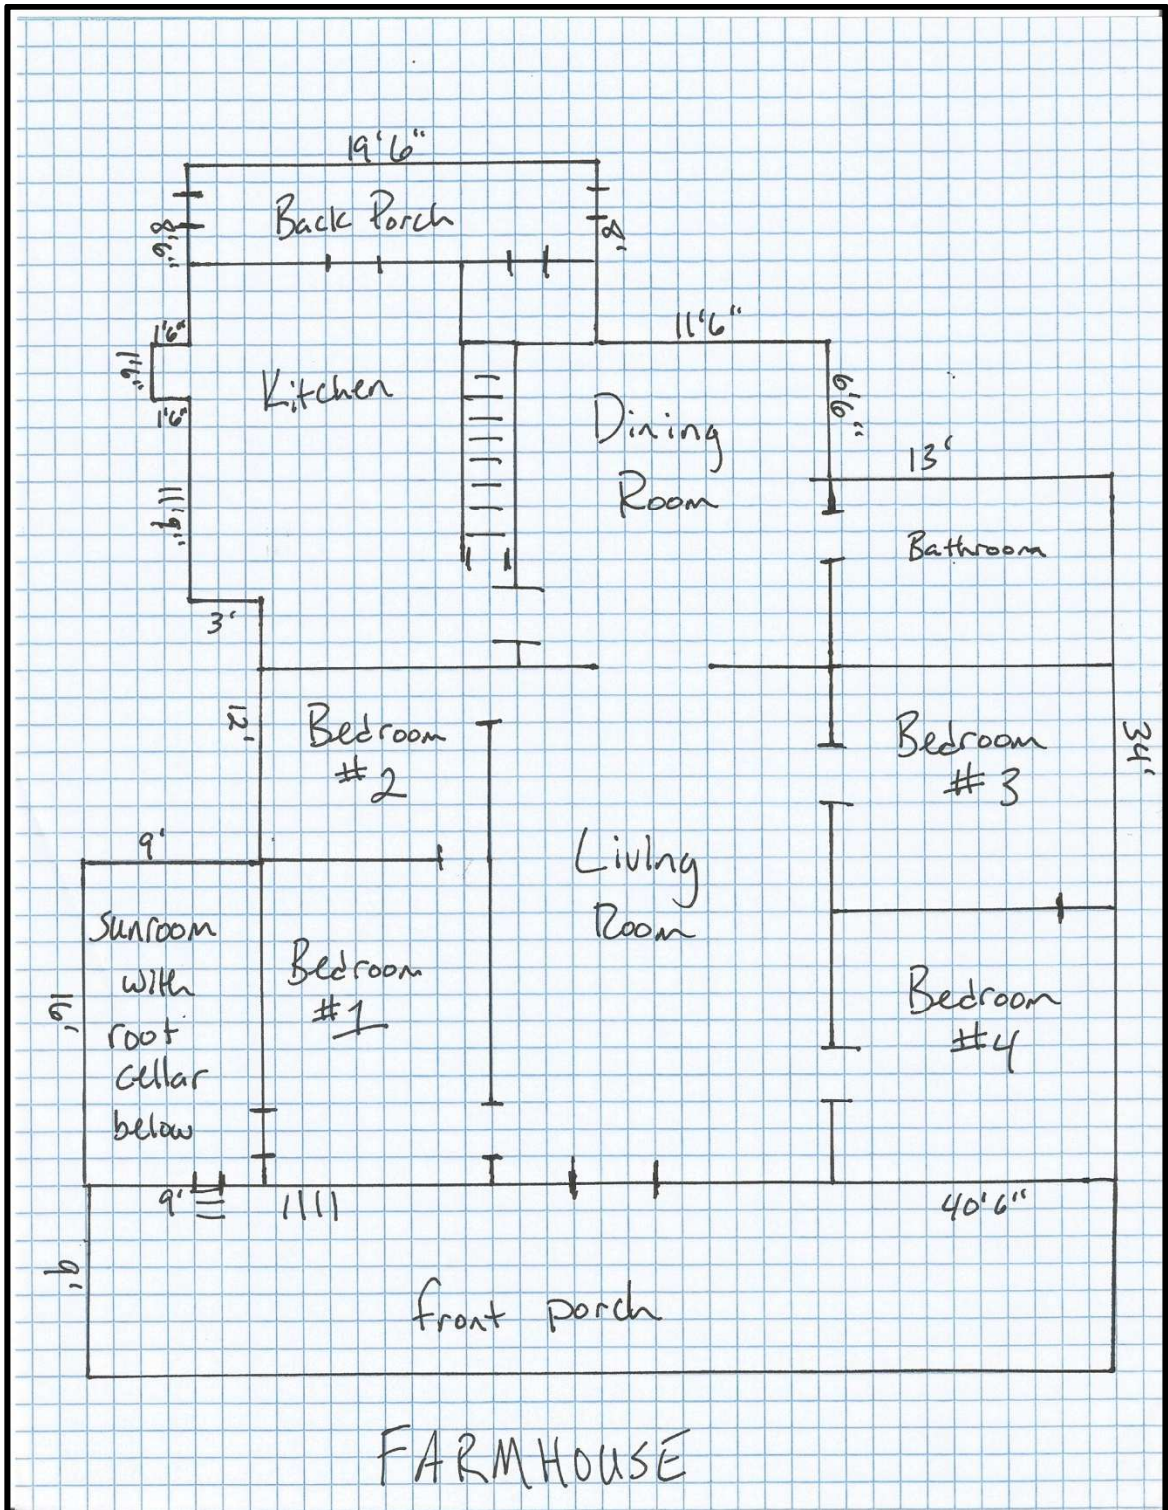 19'6"
Back Porch
8'6"
8'
1'6"
11'6"
1'6"
Kitchen
6'6"
1'6"
Dining
Room
13'
11'9"
Bathroom
3'
12'
Bedroom
#2
Bedroom
#3
34'
9'
Living
Room
Sunroom
with
root
cellar
below
16'
Bedroom
#1
Bedroom
#4
9'
40'6"
9'
front porch
FARMHOUSE